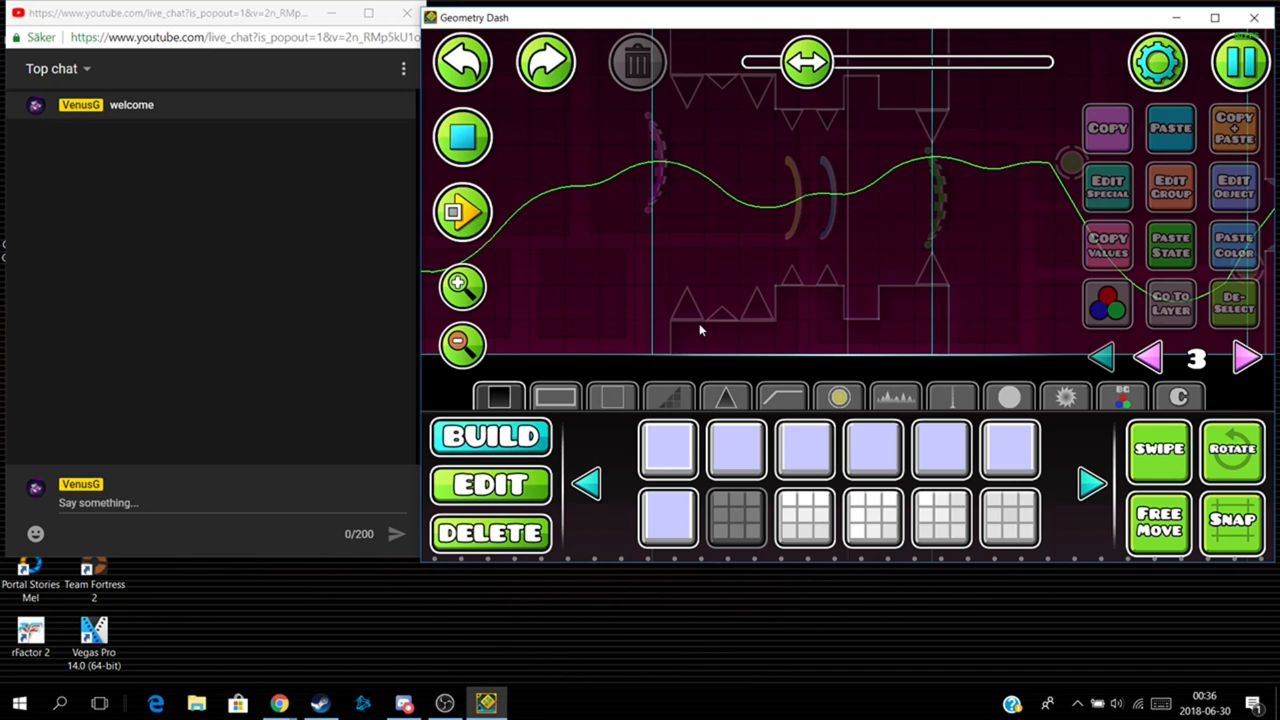 https://www.youtube.com/live_chat?is_popout=1&v=2n_RMp...
Säker
https://www.youtube.com/live_chat?is_popout=1&v=2n_RMp5kU1o
Top chat
VenusG welcome
VenusG
Say something...
0/200
Geometry Dash
COPY
PASTE
COPY
+
PASTE
EDIT
SPECIAL
EDIT
GROUP
EDIT
OBJECT
COPY
VALUES
PASTE
STATE
PASTE
COLOR
GO TO
LAYER
DE-
SELECT
3
BG
C
BUILD
EDIT
DELETE
SWIPE
ROTATE
FREE
MOVE
SNAP
Portal Stories
Mel
Team Fortress
2
rFactor 2
Vegas Pro
14.0 (64-bit)
00:36
2018-06-30
1